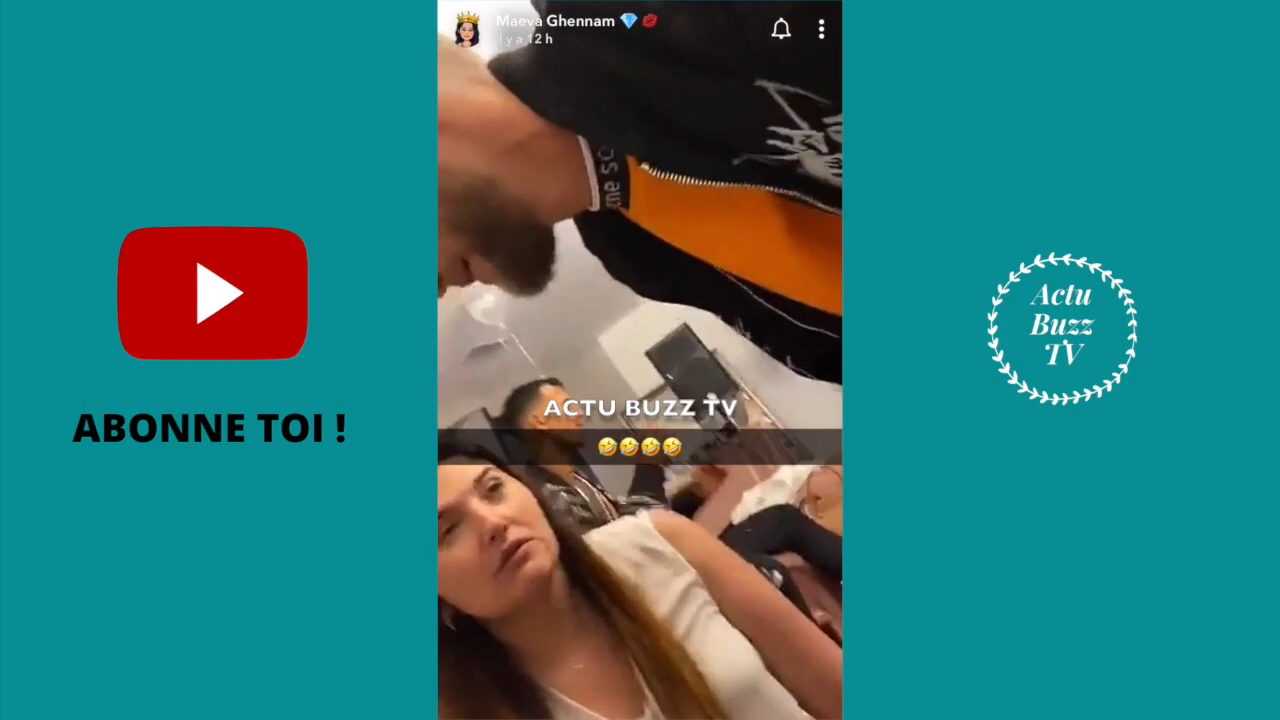 Maeva Ghennam 💎💋
il y a 12 h
ACTU BUZZ TV
🤣🤣🤣🤣
ABONNE TOI !
Actu
Buzz
TV